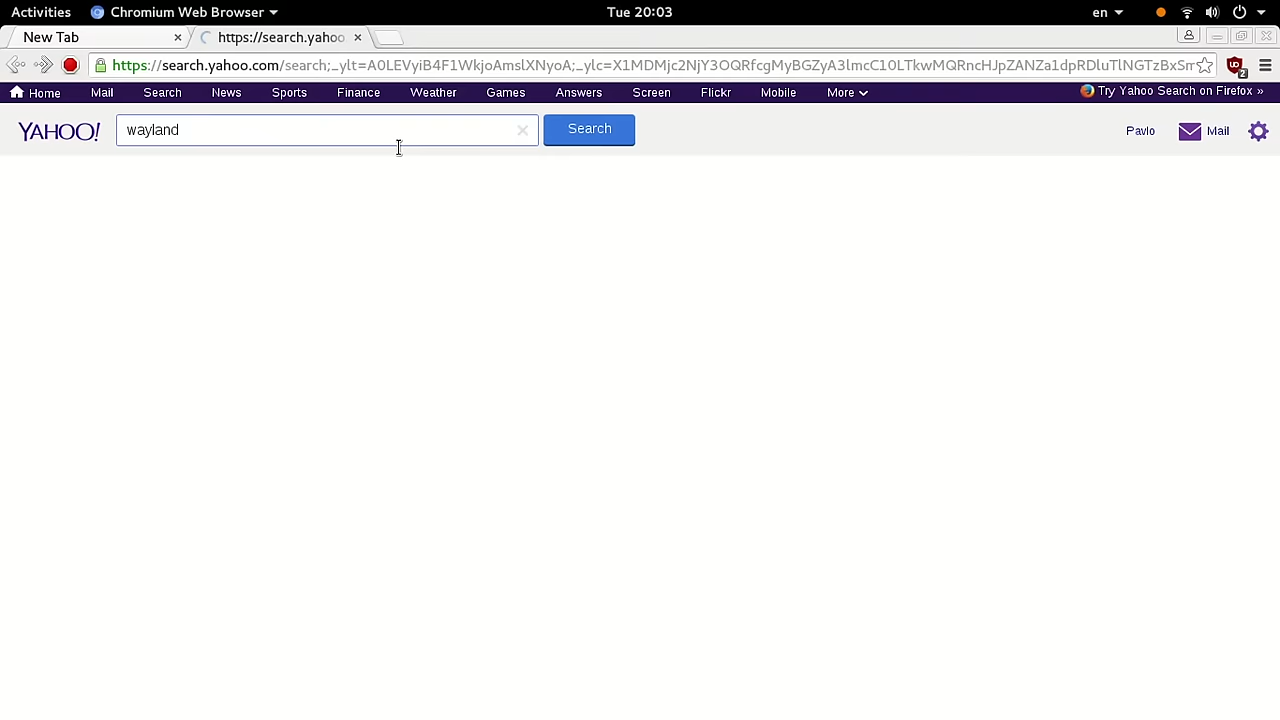 Activities Chromium Web Browser Tue 20:03 en
New Tab https://search.yahoo
https://search.yahoo.com/search;_ylt=A0LEVyiB4F1WkjoAmslXNyoA;_ylc=X1MDMjc2NjY3OQRfcgMyBGZyA3lmcC10LTkwMQRncHJpZANZa1dpRDluTlNGTzBxSm 2
Home Mail Search News Sports Finance Weather Games Answers Screen Flickr Mobile More Try Yahoo Search on Firefox »
YAHOO! wayland Search Pavlo Mail